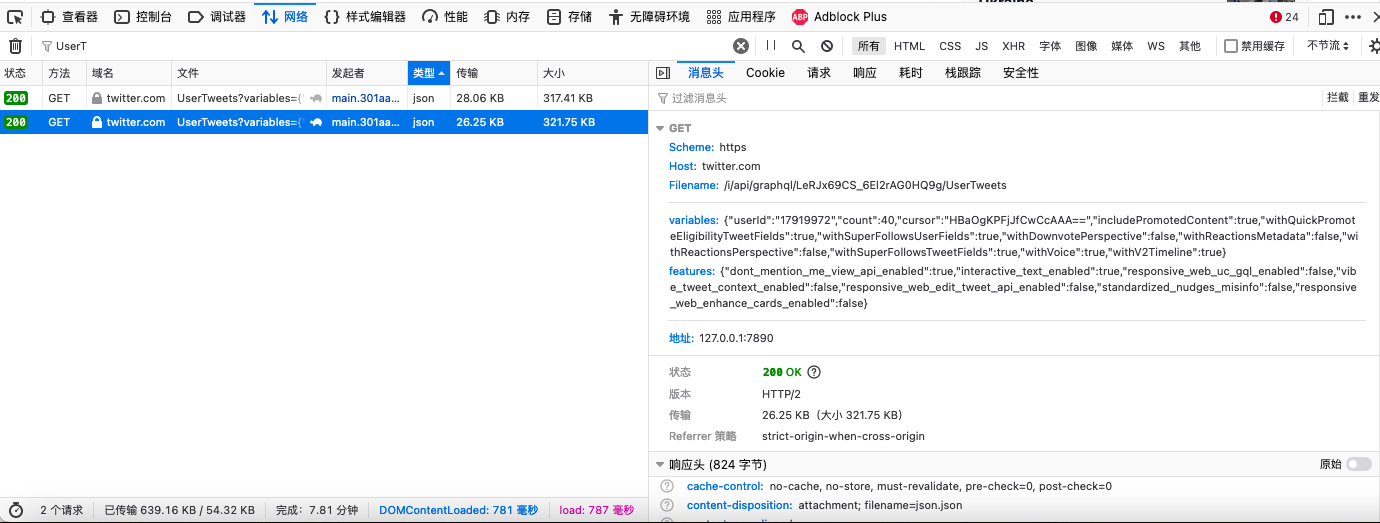 查看器 控制台 调试器 网络 样式编辑器 性能 内存 存储 无障碍环境 应用程序 ABP Adblock Plus 24
UserT 所有 HTML CSS JS XHR 字体 图像 媒体 WS 其他 禁用缓存 不节流
状态 方法 域名 文件 发起者 类型 传输 大小
200 GET twitter.com UserTweets?variables={" main.301aa... json 28.06 KB 317.41 KB
200 GET twitter.com UserTweets?variables={" main.301aa... json 26.25 KB 321.75 KB
消息头 Cookie 请求 响应 耗时 栈跟踪 安全性
过滤消息头 拦截 重发
GET
Scheme: https
Host: twitter.com
Filename: /i/api/graphql/LeRJx69CS_6El2rAG0HQ9g/UserTweets
variables: {"userId":"17919972","count":40,"cursor":"HBaOgKPFjJfCwCcAAA==","includePromotedContent":true,"withQuickPromo
teEligibilityTweetFields":true,"withSuperFollowsUserFields":true,"withDownvotePerspective":false,"withReactionsMetadata":false,"wi
thReactionsPerspective":false,"withSuperFollowsTweetFields":true,"withVoice":true,"withV2Timeline":true}
features: {"dont_mention_me_view_api_enabled":true,"interactive_text_enabled":true,"responsive_web_uc_gql_enabled":false,"vi
be_tweet_context_enabled":false,"responsive_web_edit_tweet_api_enabled":false,"standardized_nudges_misinfo":false,"responsive
_web_enhance_cards_enabled":false}
地址: 127.0.0.1:7890
状态 200 OK
版本 HTTP/2
传输 26.25 KB（大小 321.75 KB）
Referrer 策略 strict-origin-when-cross-origin
响应头 (824 字节) 原始
cache-control: no-cache, no-store, must-revalidate, pre-check=0, post-check=0
content-disposition: attachment; filename=json.json
2 个请求 已传输 639.16 KB / 54.32 KB 完成：7.81 分钟 DOMContentLoaded: 781 毫秒 load: 787 毫秒